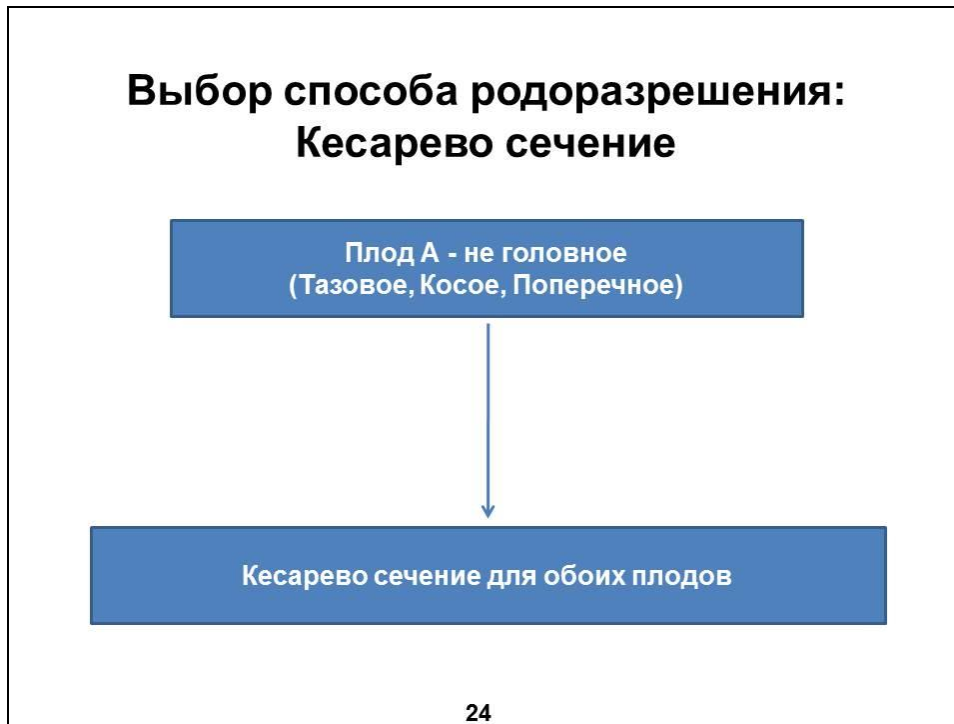 Выбор способа родоразрешения:
Кесарево сечение
Плод А - не головное
(Тазовое, Косое, Поперечное)
Кесарево сечение для обоих плодов
24